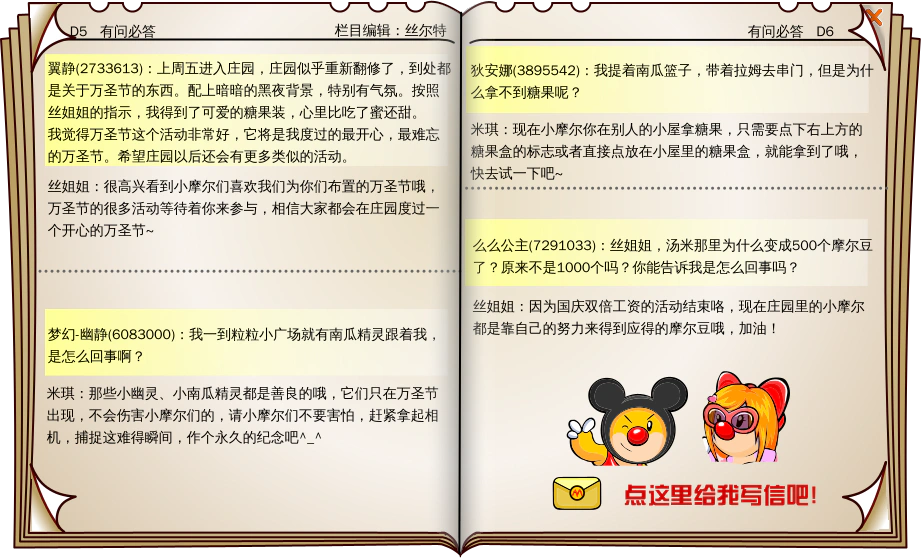 D5 有问必答
栏目编辑：丝尔特
翼静(2733613)：上周五进入庄园，庄园似乎重新翻修了，到处都
是关于万圣节的东西。配上暗暗的黑夜背景，特别有气氛。按照
丝姐姐的指示，我得到了可爱的糖果装，心里比吃了蜜还甜。
我觉得万圣节这个活动非常好，它将是我度过的最开心，最难忘
的万圣节。希望庄园以后还会有更多类似的活动。
丝姐姐：很高兴看到小摩尔们喜欢我们为你们布置的万圣节哦，
万圣节的很多活动等待着你来参与，相信大家都会在庄园度过一
个开心的万圣节~
梦幻-幽静(6083000)：我一到粒粒小广场就有南瓜精灵跟着我，
是怎么回事啊？
米琪：那些小幽灵、小南瓜精灵都是善良的哦，它们只在万圣节
出现，不会伤害小摩尔们的，请小摩尔们不要害怕，赶紧拿起相
机，捕捉这难得瞬间，作个永久的纪念吧^_^
有问必答 D6
狄安娜(3895542)：我提着南瓜篮子，带着拉姆去串门，但是为什
么拿不到糖果呢？
米琪：现在小摩尔你在别人的小屋拿糖果，只需要点下右上方的
糖果盒的标志或者直接点放在小屋里的糖果盒，就能拿到了哦，
快去试一下吧~
么么公主(7291033)：丝姐姐，汤米那里为什么变成500个摩尔豆
了？原来不是1000个吗？你能告诉我是怎么回事吗？
丝姐姐：因为国庆双倍工资的活动结束咯，现在庄园里的小摩尔
都是靠自己的努力来得到应得的摩尔豆哦，加油！
点这里给我写信吧！